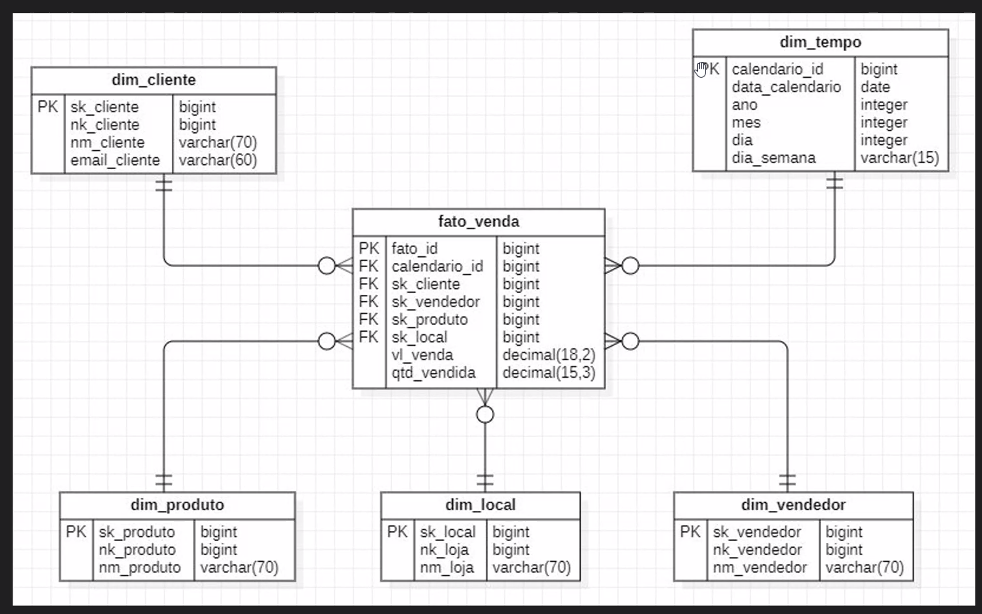 dim_tempo
PK calendario_id bigint
data_calendario date
ano integer
mes integer
dia integer
dia_semana varchar(15)
dim_cliente
PK sk_cliente bigint
nk_cliente bigint
nm_cliente varchar(70)
email_cliente varchar(60)
fato_venda
PK fato_id bigint
FK calendario_id bigint
FK sk_cliente bigint
FK sk_vendedor bigint
FK sk_produto bigint
FK sk_local bigint
vl_venda decimal(18,2)
qtd_vendida decimal(15,3)
dim_produto
PK sk_produto bigint
nk_produto bigint
nm_produto varchar(70)
dim_local
PK sk_local bigint
nk_loja bigint
nm_loja varchar(70)
dim_vendedor
PK sk_vendedor bigint
nk_vendedor bigint
nm_vendedor varchar(70)